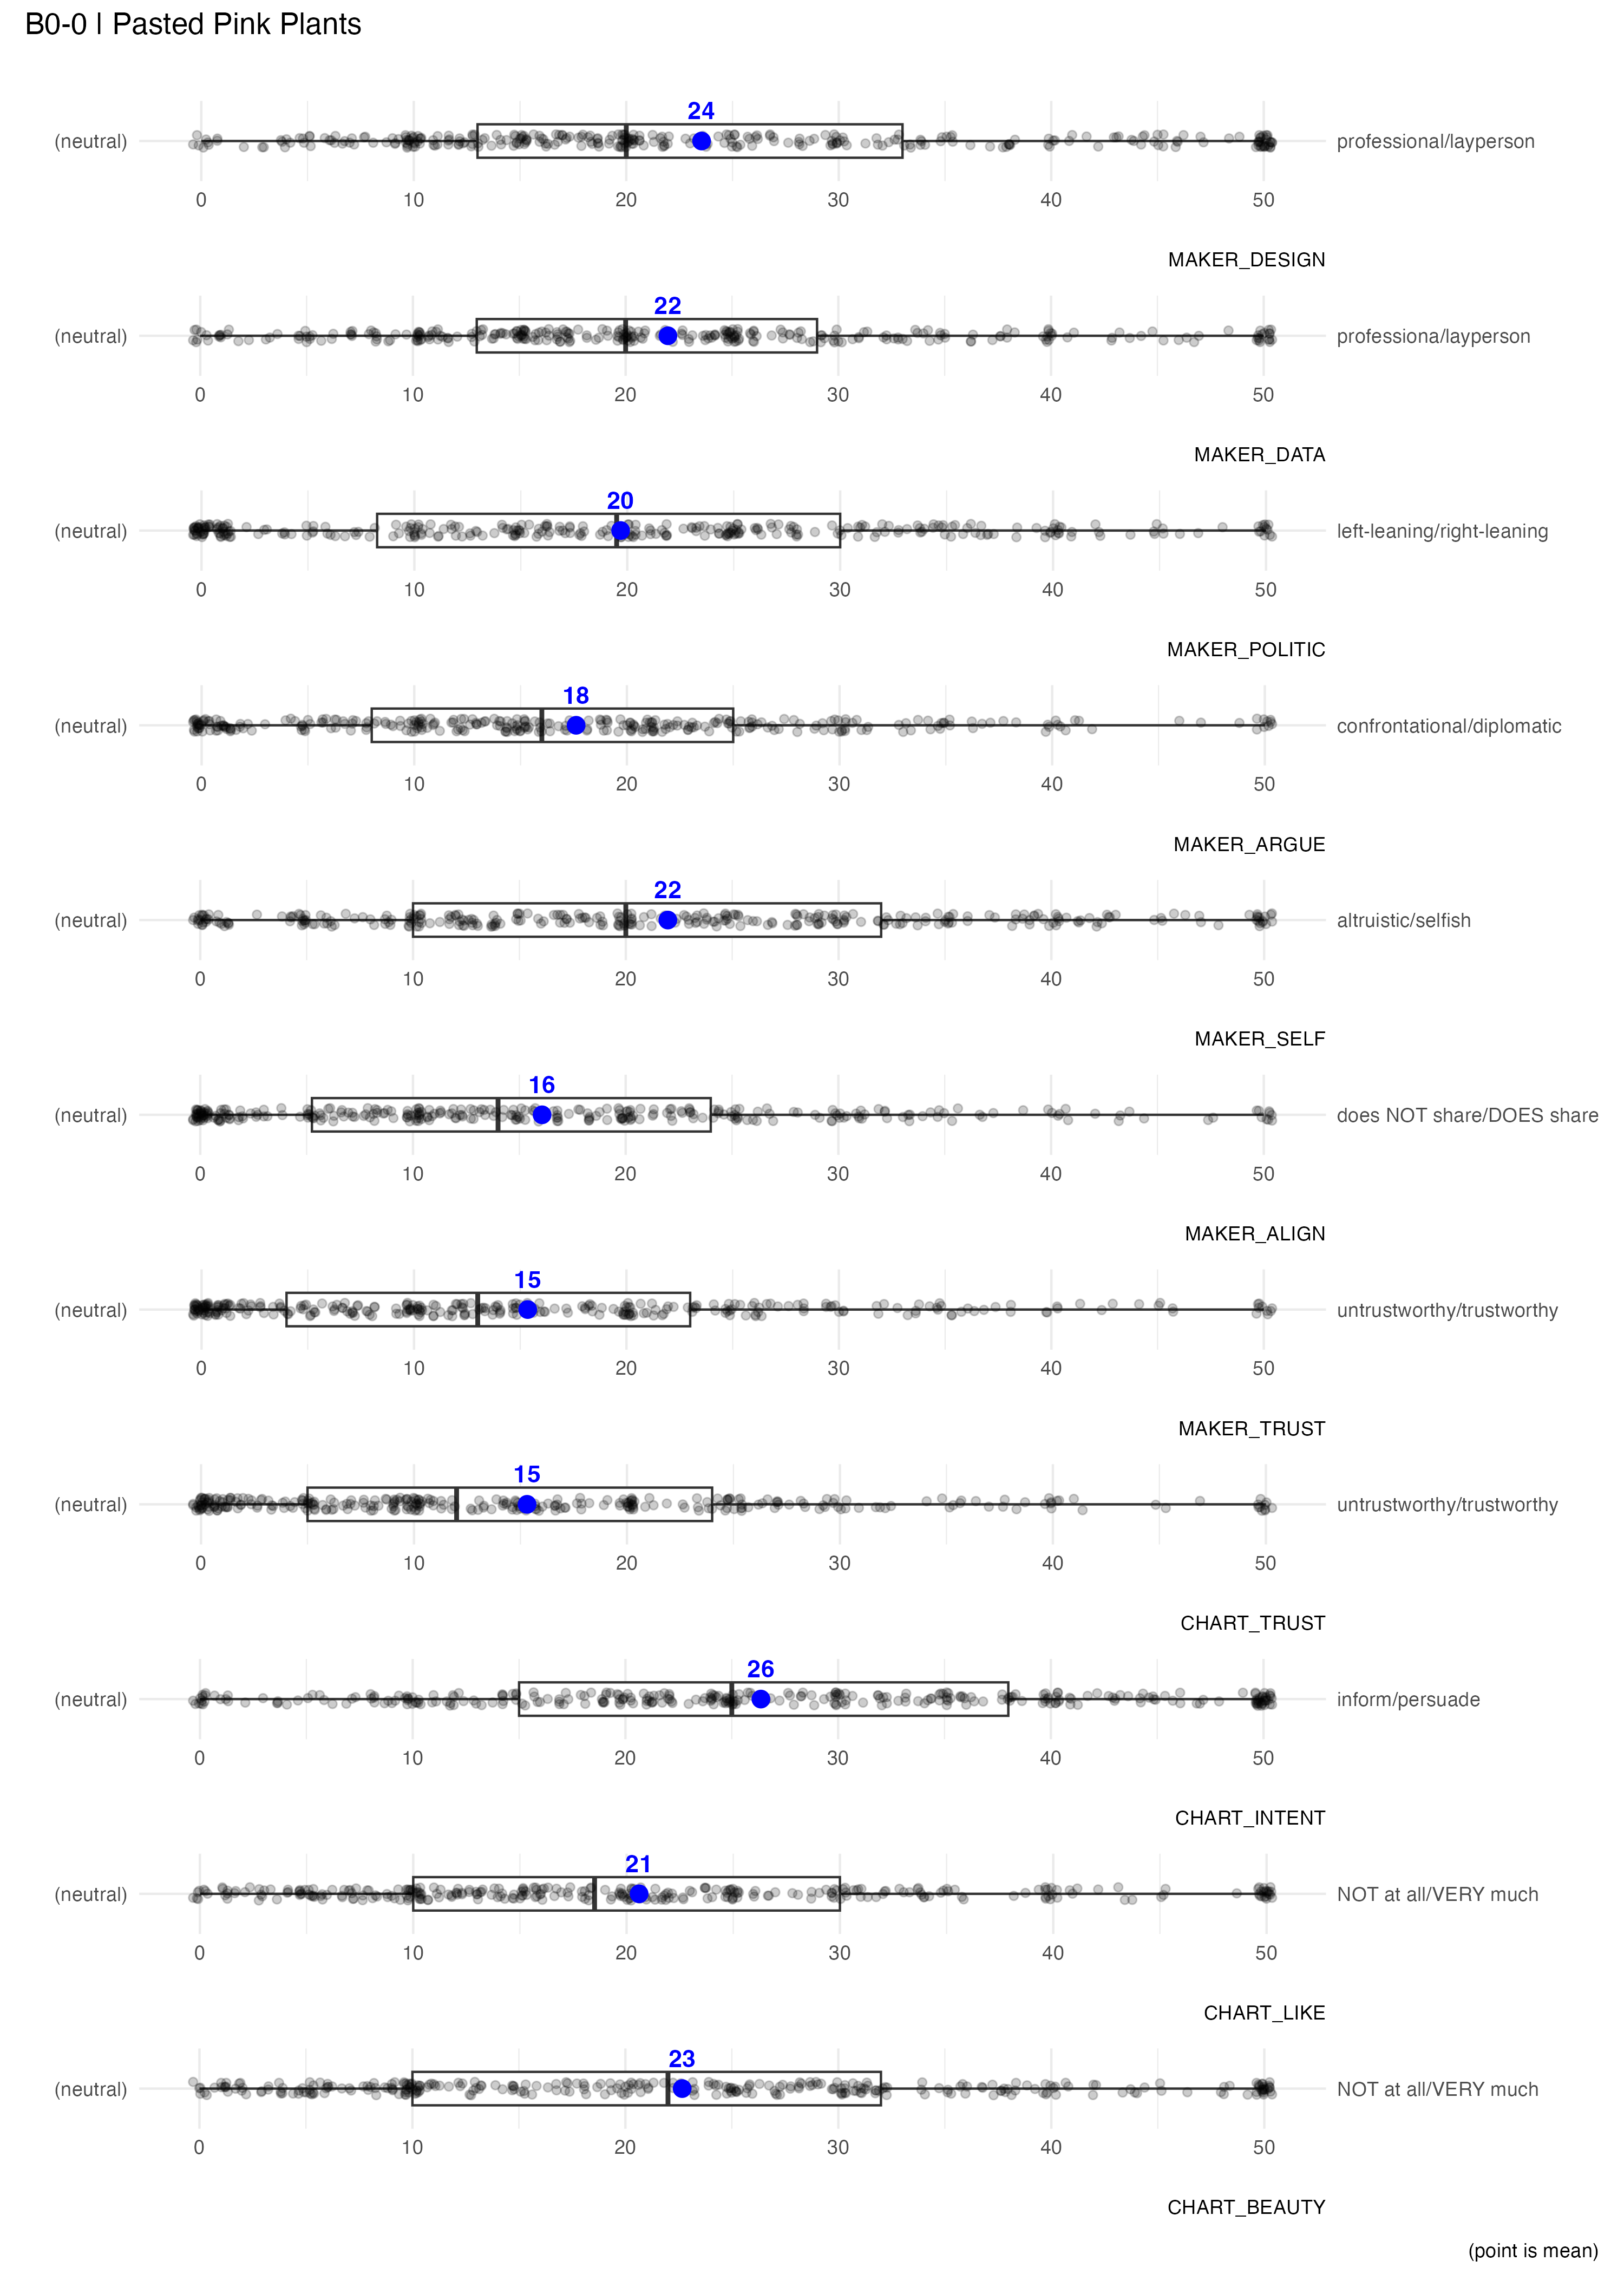 B0-0 | Pasted Pink Plants
24
(neutral) professional/layperson
0 10 20 30 40 50
MAKER_DESIGN
22
(neutral) professiona/layperson
0 10 20 30 40 50
MAKER_DATA
20
(neutral) left-leaning/right-leaning
0 10 20 30 40 50
MAKER_POLITIC
18
(neutral) confrontational/diplomatic
0 10 20 30 40 50
MAKER_ARGUE
22
(neutral) altruistic/selfish
0 10 20 30 40 50
MAKER_SELF
16
(neutral) does NOT share/DOES share
0 10 20 30 40 50
MAKER_ALIGN
15
(neutral) untrustworthy/trustworthy
0 10 20 30 40 50
MAKER_TRUST
15
(neutral) untrustworthy/trustworthy
0 10 20 30 40 50
CHART_TRUST
26
(neutral) inform/persuade
0 10 20 30 40 50
CHART_INTENT
21
(neutral) NOT at all/VERY much
0 10 20 30 40 50
CHART_LIKE
23
(neutral) NOT at all/VERY much
0 10 20 30 40 50
CHART_BEAUTY
(point is mean)